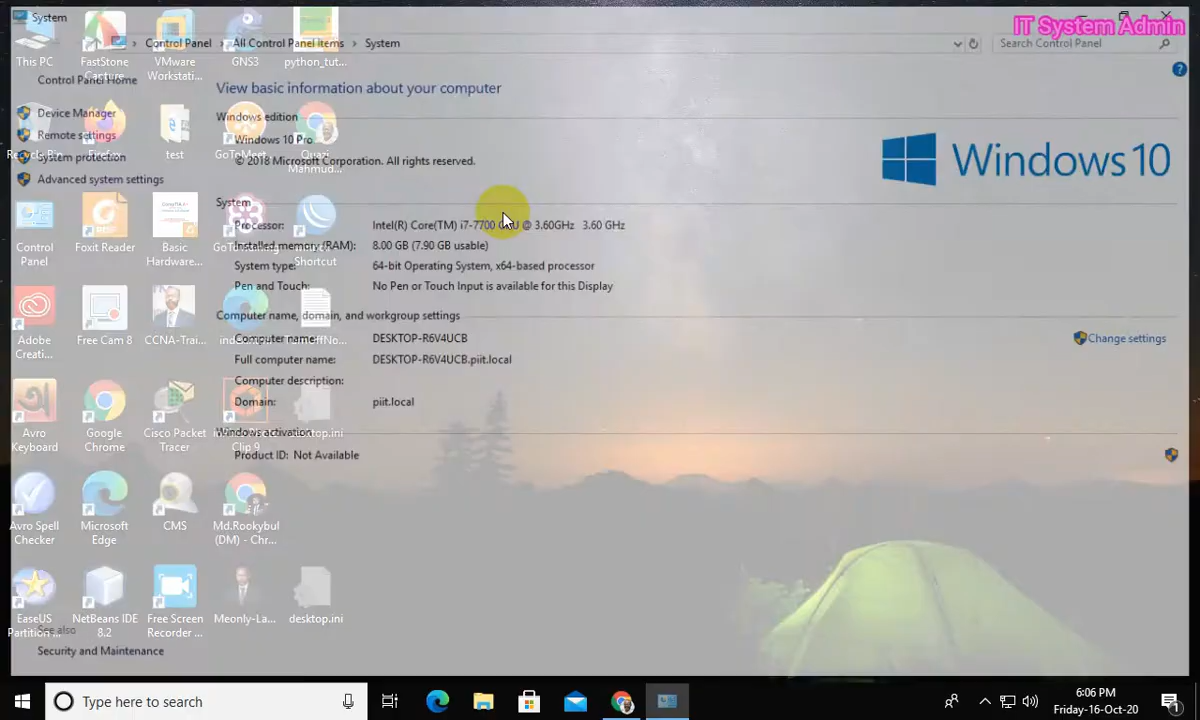 System
IT System Admin
Control Panel
All Control Panel Items
System
Search Control Panel
This PC
FastStone Capture
VMware Workstati...
GNS3
python_tut...
Control Panel Home
Device Manager
Remote settings
System protection
Advanced system settings
View basic information about your computer
Windows edition
Windows 10 Pro
© 2018 Microsoft Corporation. All rights reserved.
Windows 10
Firefox
test
Quazi Mahmud...
System
Processor:
Intel(R) Core(TM) i7-7700 CPU @ 3.60GHz 3.60 GHz
Installed memory (RAM):
8.00 GB (7.90 GB usable)
System type:
64-bit Operating System, x64-based processor
Pen and Touch:
No Pen or Touch Input is available for this Display
Control Panel
Foxit Reader
Basic Hardware...
Shortcut
Computer name, domain, and workgroup settings
Computer name:
DESKTOP-R6V4UCB
Change settings
Full computer name:
DESKTOP-R6V4UCB.piit.local
Computer description:
Domain:
piit.local
Adobe Creati...
Free Cam 8
CCNA-Trai...
Windows activation
Product ID: Not Available
Avro Keyboard
Google Chrome
Cisco Packet Tracer
desktop.ini
Avro Spell Checker
Microsoft Edge
CMS
Md.Rookybul (DM) - Chr...
EaseUS Partition ...
NetBeans IDE 8.2
Free Screen Recorder ...
Meonly-La...
desktop.ini
See also
Security and Maintenance
Type here to search
6:06 PM
Friday-16-Oct-20
1